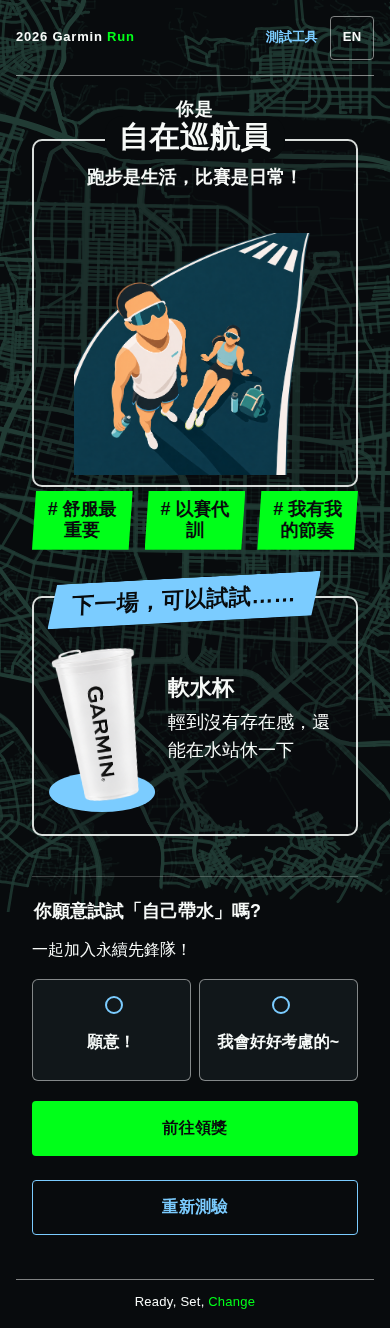 2026 Garmin Run
測試工具
EN
你是
自在巡航員
跑步是生活，比賽是日常！
# 舒服最
重要
# 以賽代
訓
# 我有我
的節奏
下一場，可以試試……
GARMIN.
軟水杯
輕到沒有存在感，還
能在水站休一下
你願意試試「自己帶水」嗎?
一起加入永續先鋒隊！
願意！
我會好好考慮的~
前往領獎
重新測驗
Ready, Set, Change